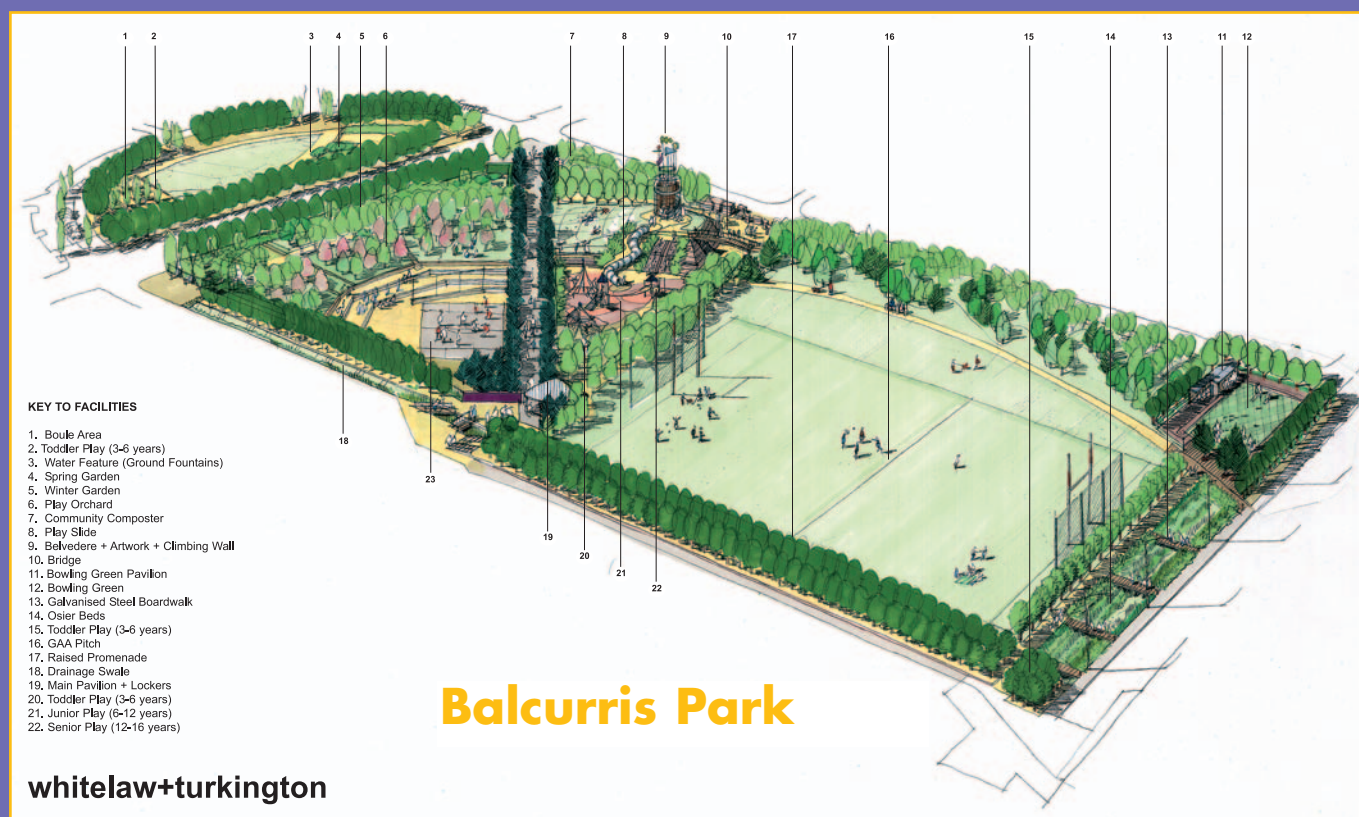 1 2 3 4 5 6 7 8 9 10 17 16 15 14 13 11 12
KEY TO FACILITIES
1. Boule Area
2. Toddler Play (3-6 years)
3. Water Feature (Ground Fountains)
4. Spring Garden
5. Winter Garden
6. Play Orchard
7. Community Composter
8. Play Slide
9. Belvedere + Artwork + Climbing Wall
10. Bridge
11. Bowling Green Pavilion
12. Bowling Green
13. Galvanised Steel Boardwalk
14. Osier Beds
15. Toddler Play (3-6 years)
16. GAA Pitch
17. Raised Promenade
18. Drainage Swale
19. Main Pavilion + Lockers
20. Toddler Play (3-6 years)
21. Junior Play (6-12 years)
22. Senior Play (12-16 years)
18
23
19
20
21
22
Balcurris Park
whitelaw+turkington